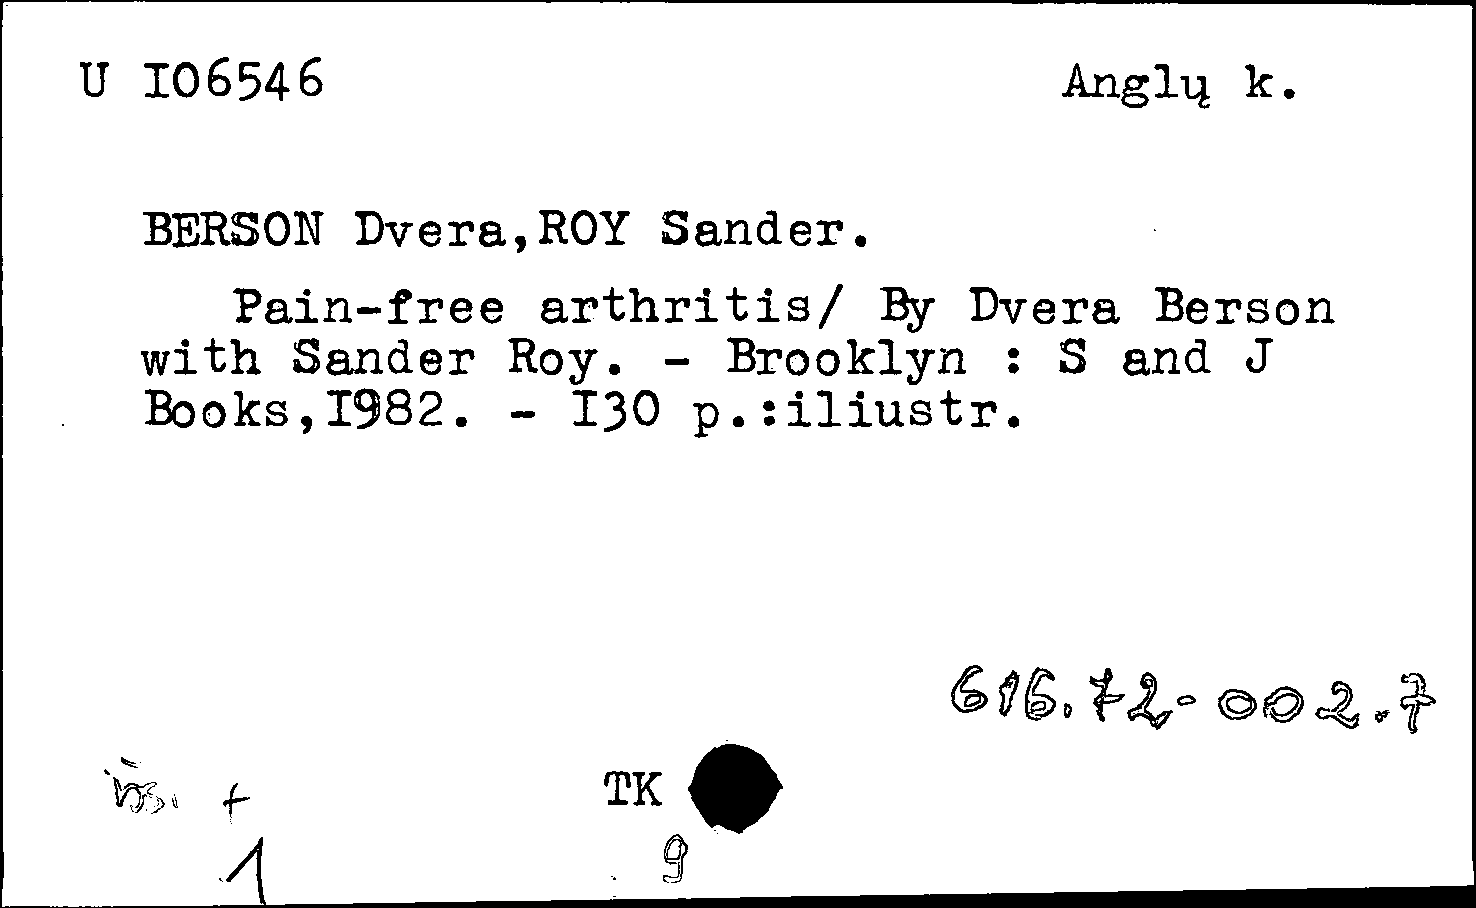 U I06546 Anglų k.
BERSON Dvera,ROY Sander.
Pain-free arthritis/ By Dvera Berson
with Sander Roy. - Brooklyn : S and J
Books,I982. - I30 p.:iliustr.
616.72-002.7
+ TK
1 9